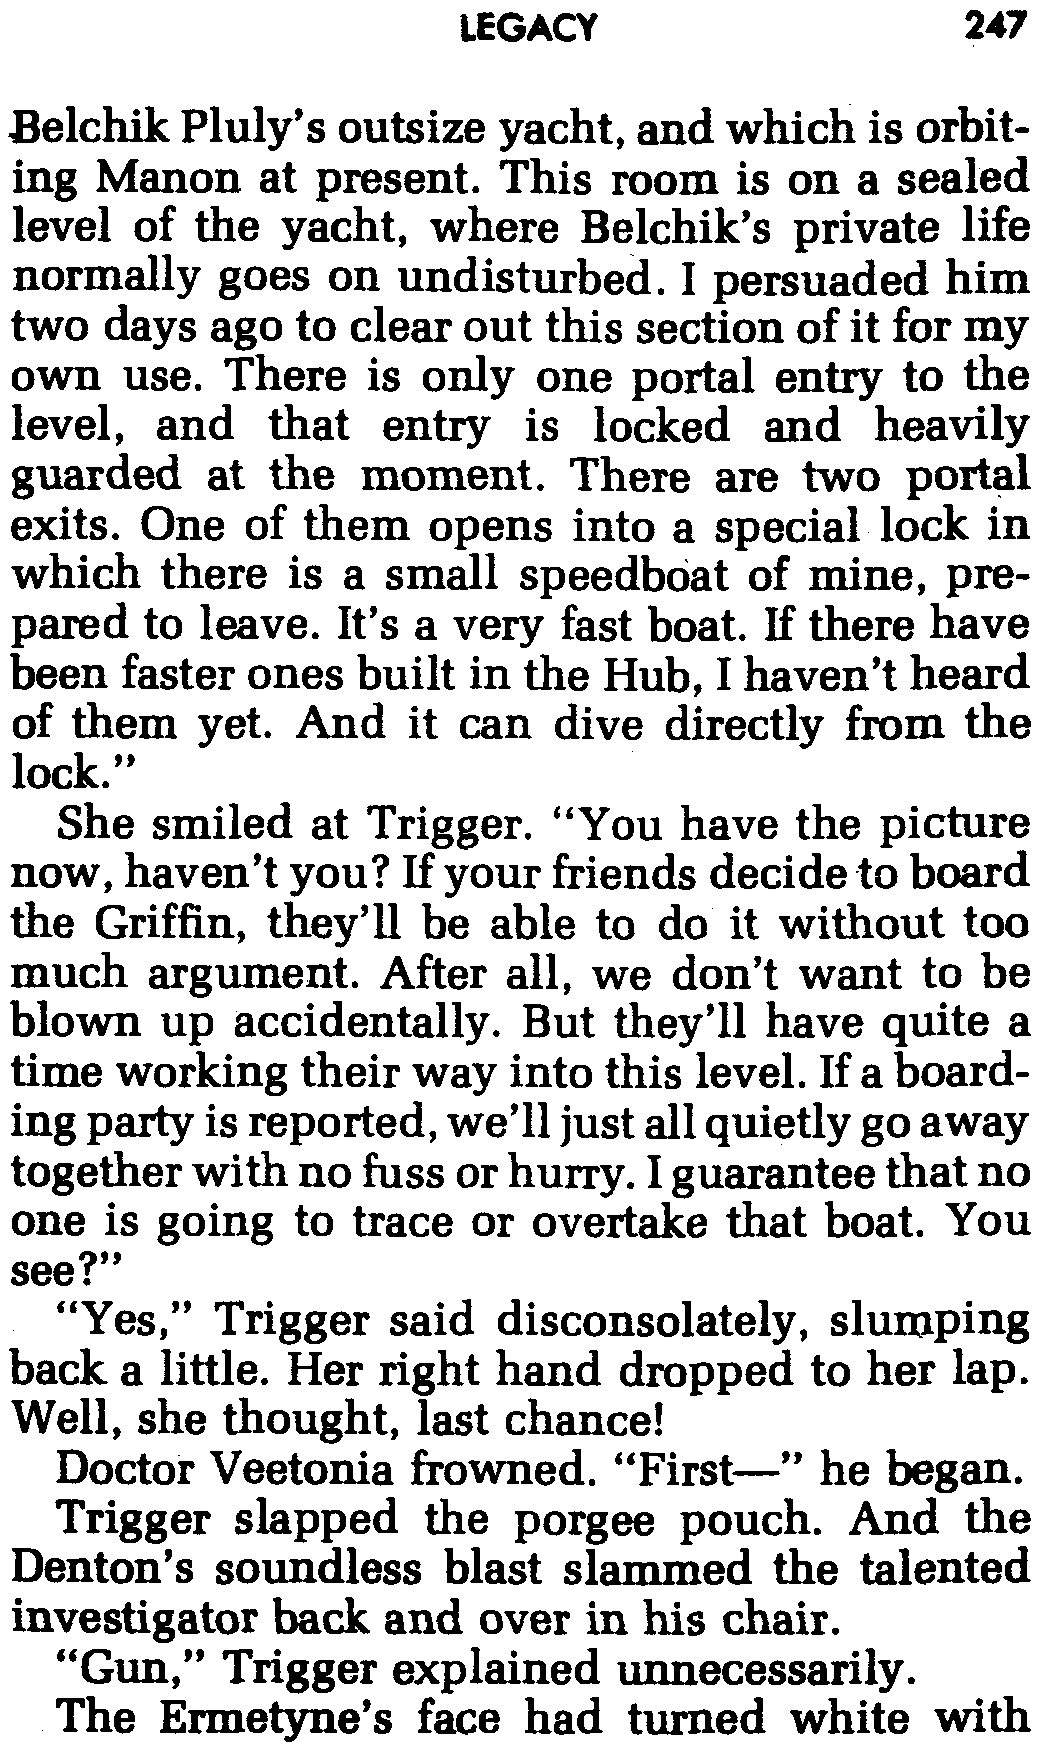 LEGACY 247
Belchik Pluly's outsize yacht, and which is orbit-
ing Manon at present. This room is on a sealed
level of the yacht, where Belchik's private life
normally goes on undisturbed. I persuaded him
two days ago to clear out this section of it for my
own use. There is only one portal entry to the
level, and that entry is locked and heavily
guarded at the moment. There are two portal
exits. One of them opens into a special lock in
which there is a small speedboat of mine, pre-
pared to leave. It's a very fast boat. If there have
been faster ones built in the Hub, I haven't heard
of them yet. And it can dive directly from the
lock."
She smiled at Trigger. "You have the picture
now, haven't you? If your friends decide to board
the Griffin, they'll be able to do it without too
much argument. After all, we don't want to be
blown up accidentally. But they'll have quite a
time working their way into this level. If a board-
ing party is reported, we'll just all quietly go away
together with no fuss or hurry. I guarantee that no
one is going to trace or overtake that boat. You
see?"
"Yes," Trigger said disconsolately, slumping
back a little. Her right hand dropped to her lap.
Well, she thought, last chance!
Doctor Veetonia frowned. "First—" he began.
Trigger slapped the porgee pouch. And the
Denton's soundless blast slammed the talented
investigator back and over in his chair.
"Gun," Trigger explained unnecessarily.
The Ermetyne's face had turned white with